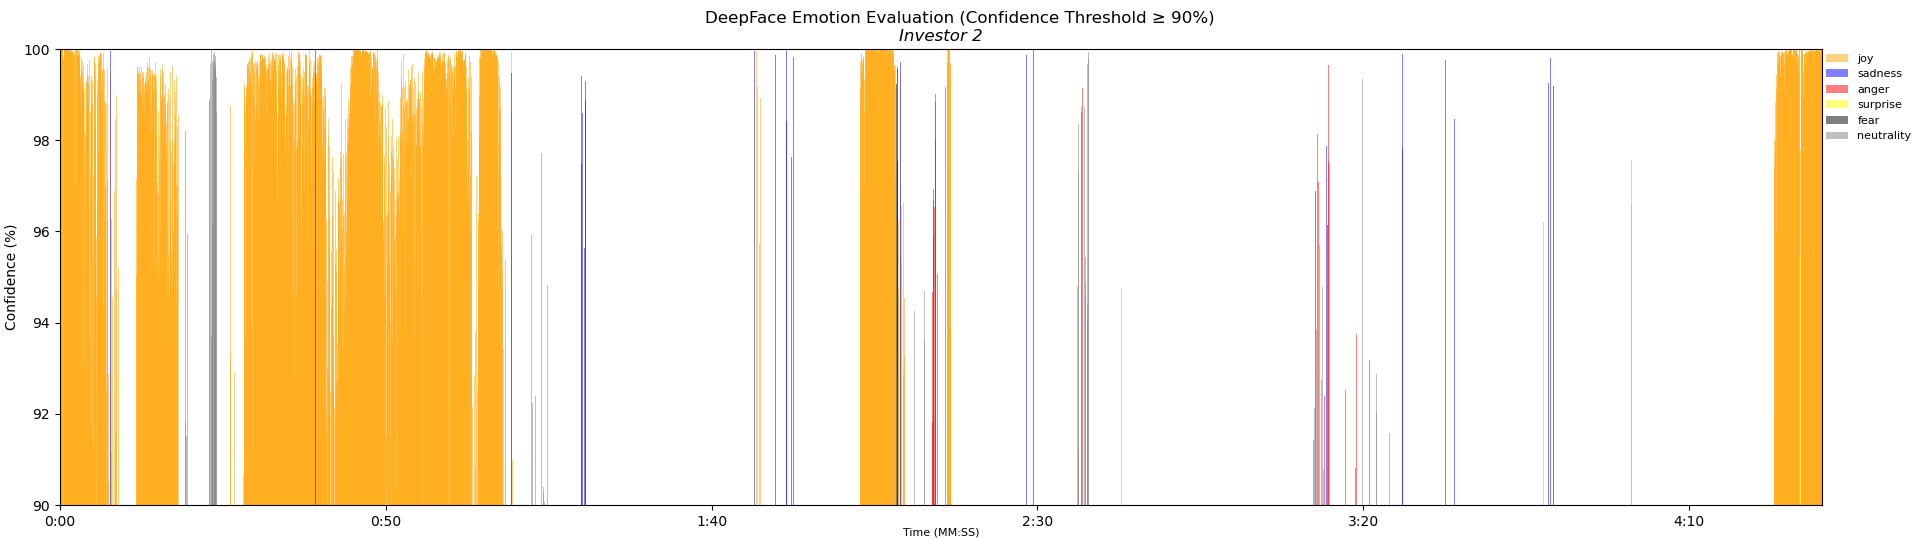 DeepFace Emotion Evaluation (Confidence Threshold ≥ 90%)
Investor 2
100
98
96
94
92
90
Confidence (%)
0:00
0:50
1:40
2:30
3:20
4:10
Time (MM:SS)
joy
sadness
anger
surprise
fear
neutrality